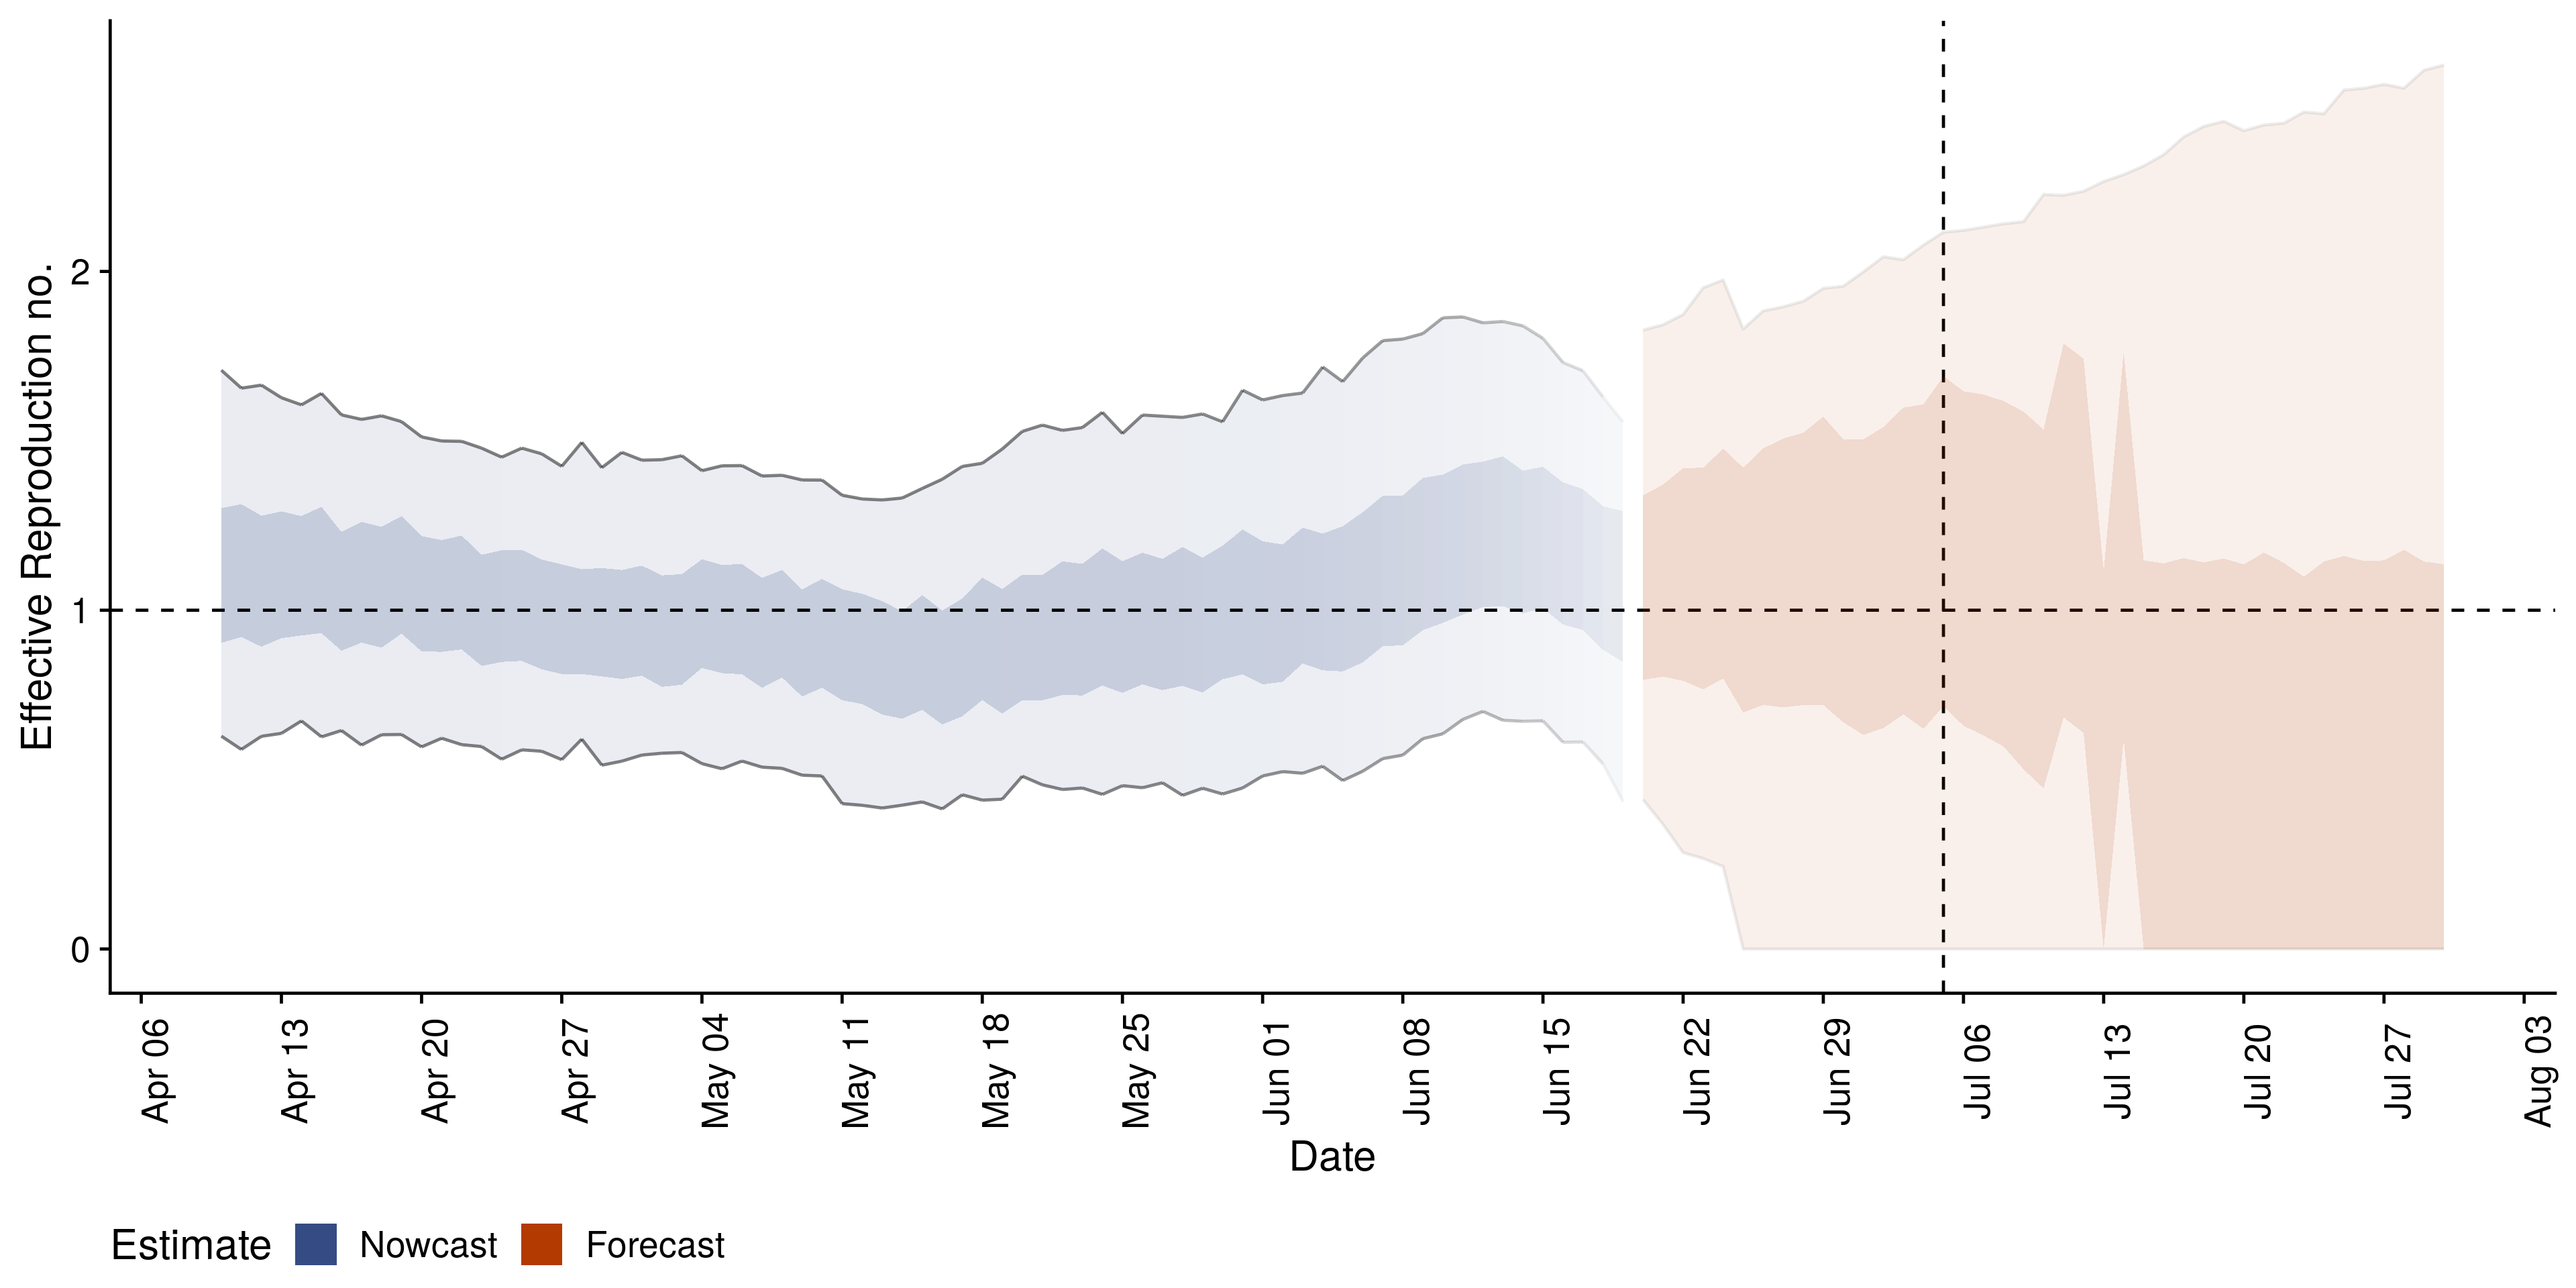 Effective Reproduction no.
2
1
0
Apr 06
Apr 13
Apr 20
Apr 27
May 04
May 11
May 18
May 25
Jun 01
Jun 08
Jun 15
Jun 22
Jun 29
Jul 06
Jul 13
Jul 20
Jul 27
Aug 03
Date
Estimate Nowcast Forecast